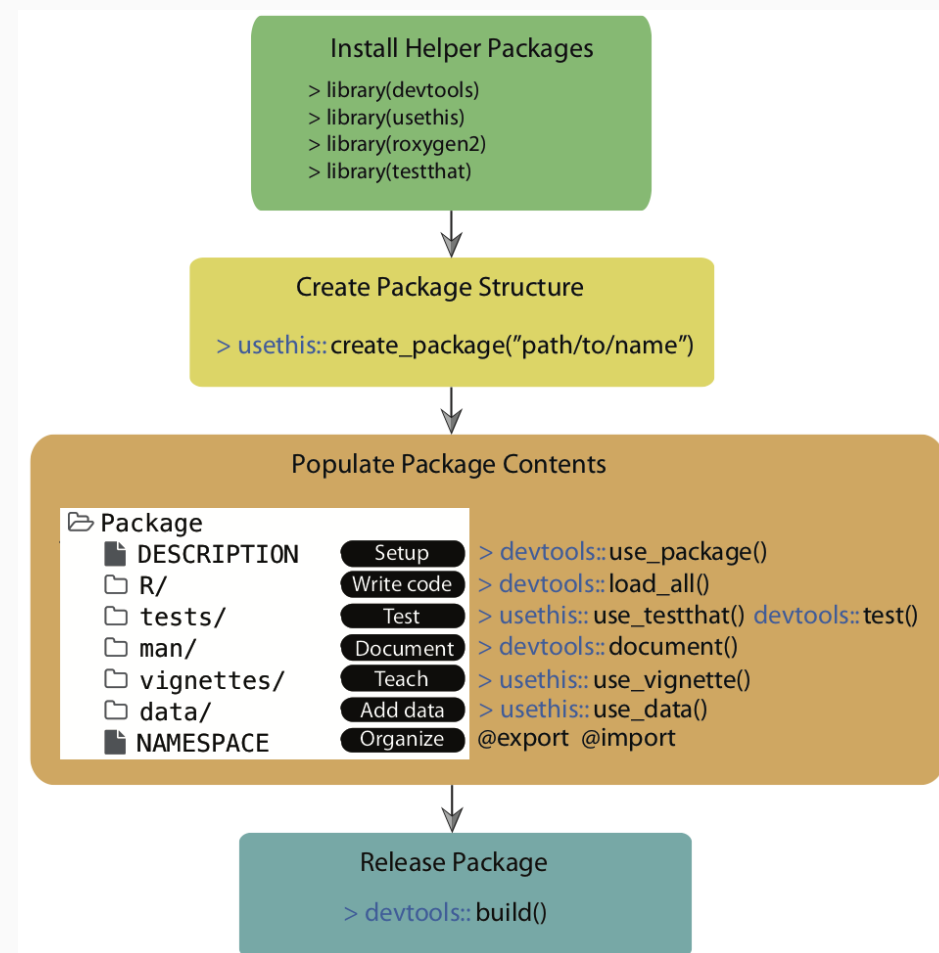 Install Helper Packages
> library(devtools)
> library(usethis)
> library(roxygen2)
> library(testthat)
Create Package Structure
> usethis::create_package("path/to/name")
Populate Package Contents
Package
DESCRIPTION Setup > devtools::use_package()
R/ Write code > devtools::load_all()
tests/ Test > usethis::use_testthat() devtools::test()
man/ Document > devtools::document()
vignettes/ Teach > usethis::use_vignette()
data/ Add data > usethis::use_data()
NAMESPACE Organize @export @import
Release Package
> devtools::build()